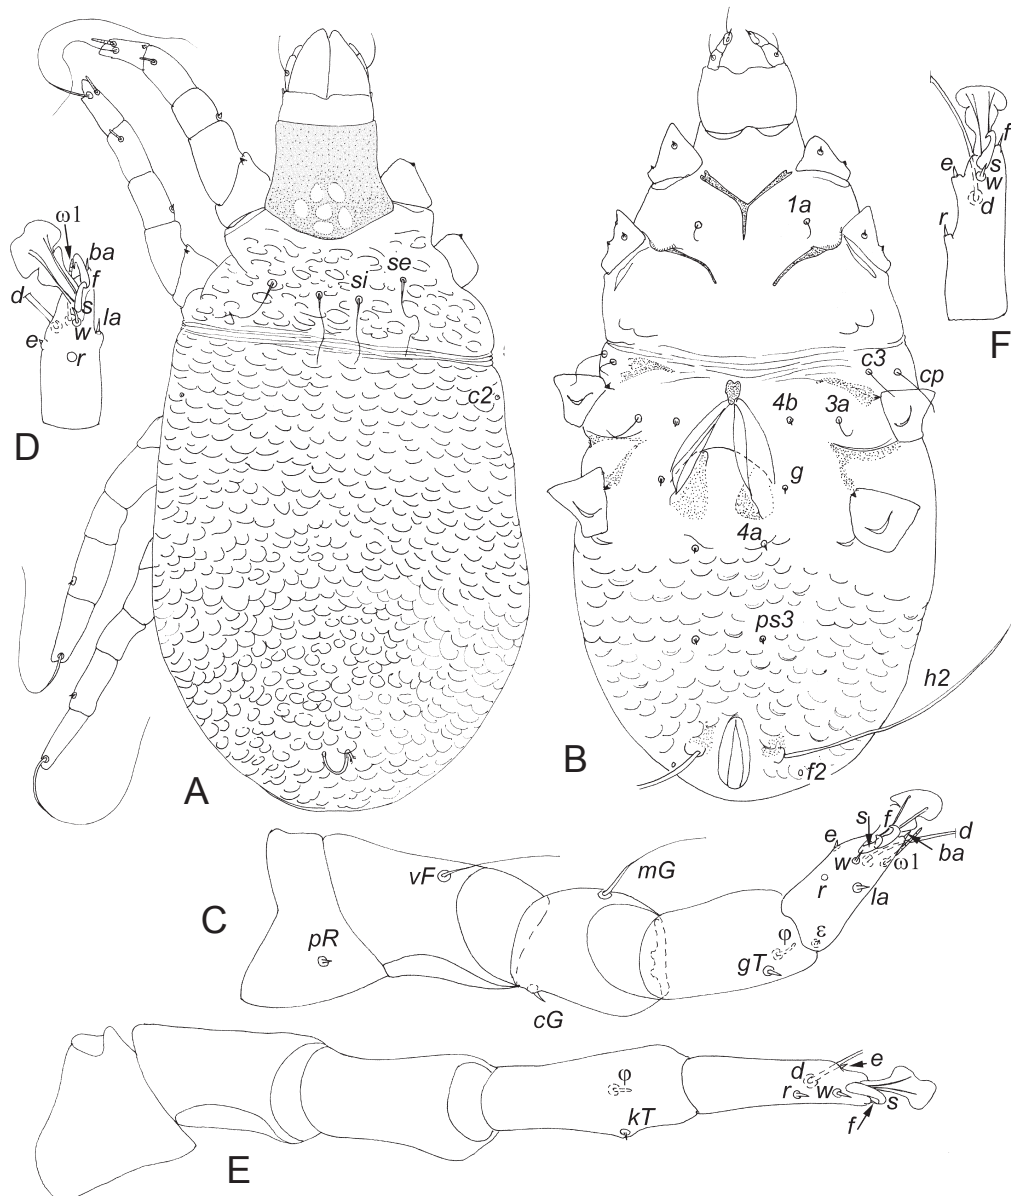 A
si
se
c2
B
1a
c3
cp
4b
3a
g
4a
ps3
h2
f2
C
pR
vF
cG
mG
gT
φ
ε
e
s
f
w
r
d
ba
ω1
la
D
ω1
ba
f
d
s
la
w
e
r
E
φ
kT
d
e
r
w
s
f
F
f
e
s
w
d
r